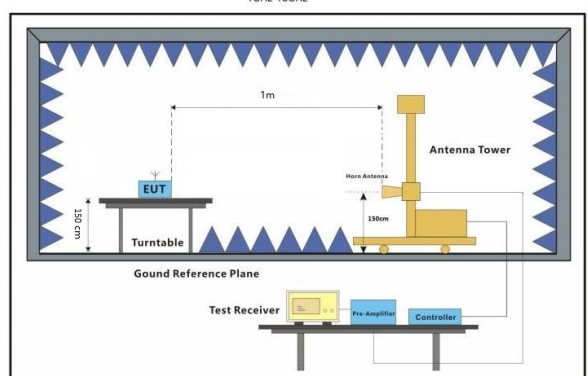 1m
Antenna Tower
Horn Antenna
EUT
150 cm
150cm
Turntable
Gound Reference Plane
Test Receiver
Pre-Amplifier
Controller